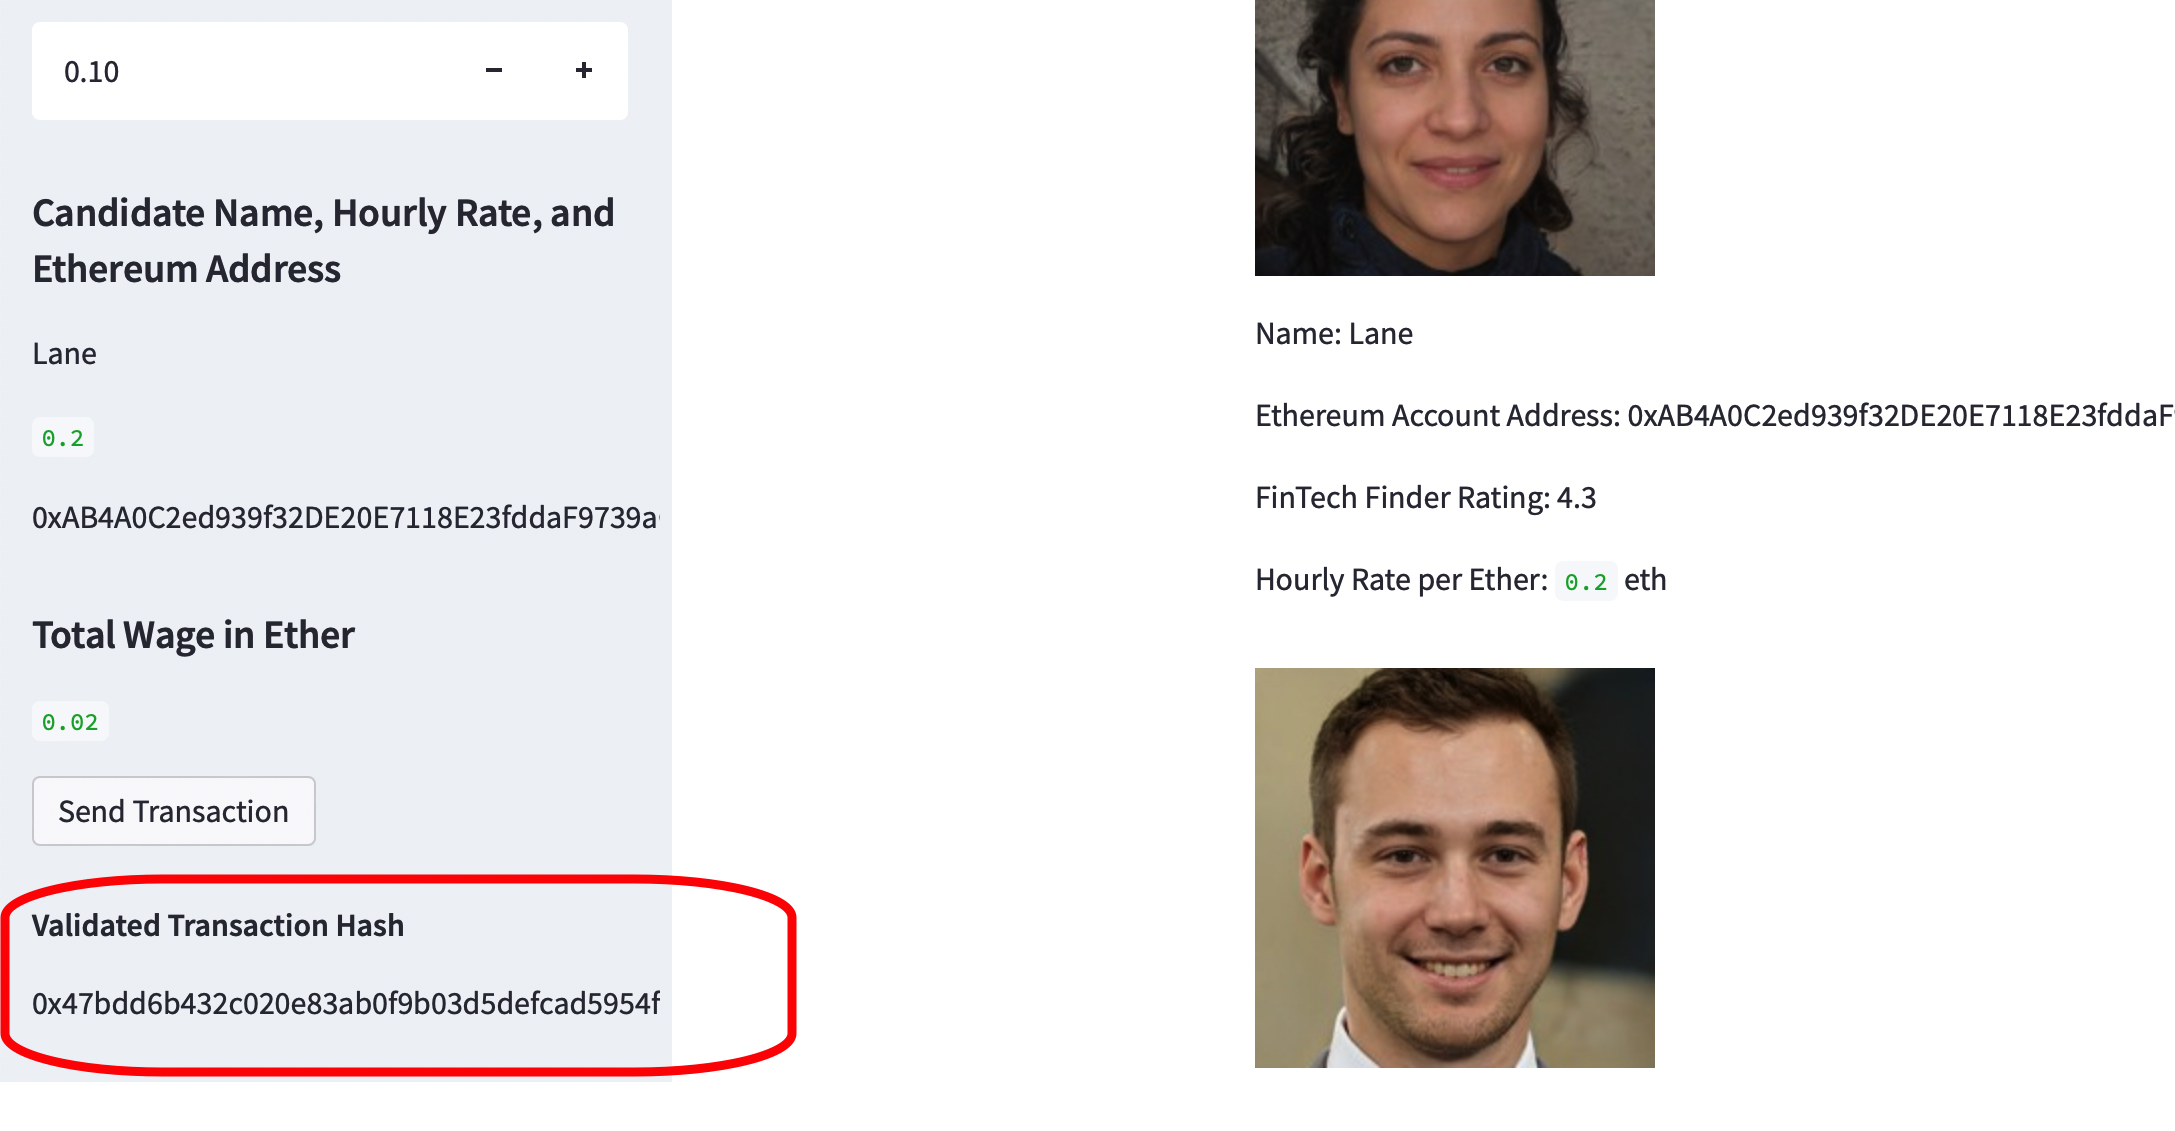 0.10
Candidate Name, Hourly Rate, and
Ethereum Address
Lane
0.2
0xAB4A0C2ed939f32DE20E7118E23fddaF9739a
Total Wage in Ether
0.02
Send Transaction
Validated Transaction Hash
0x47bdd6b432c020e83ab0f9b03d5defcad5954f
Name: Lane
Ethereum Account Address: 0xAB4A0C2ed939f32DE20E7118E23fddaF
FinTech Finder Rating: 4.3
Hourly Rate per Ether: 0.2 eth